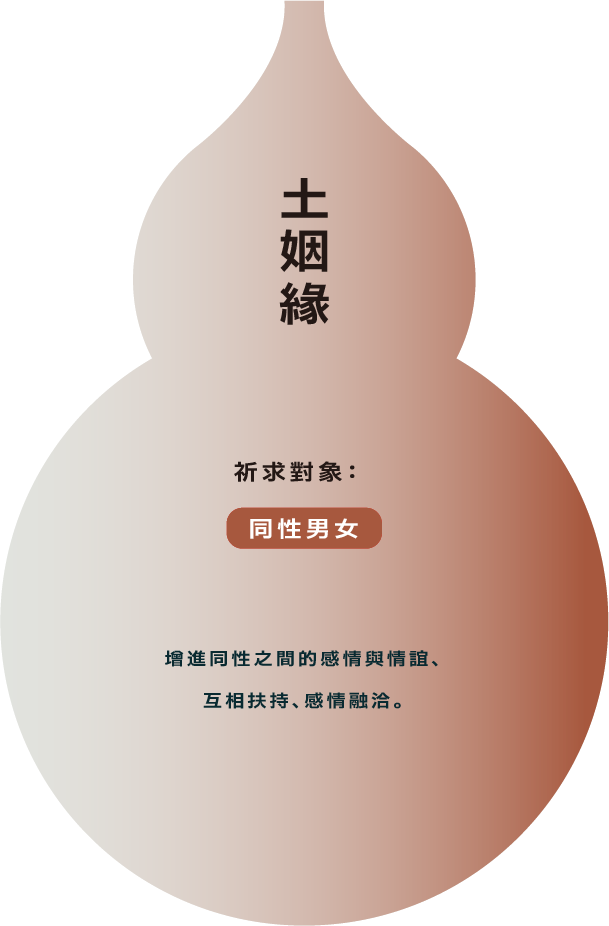 土姻緣
祈求對象：
同性男女
增進同性之間的感情與情誼、
互相扶持、感情融洽。